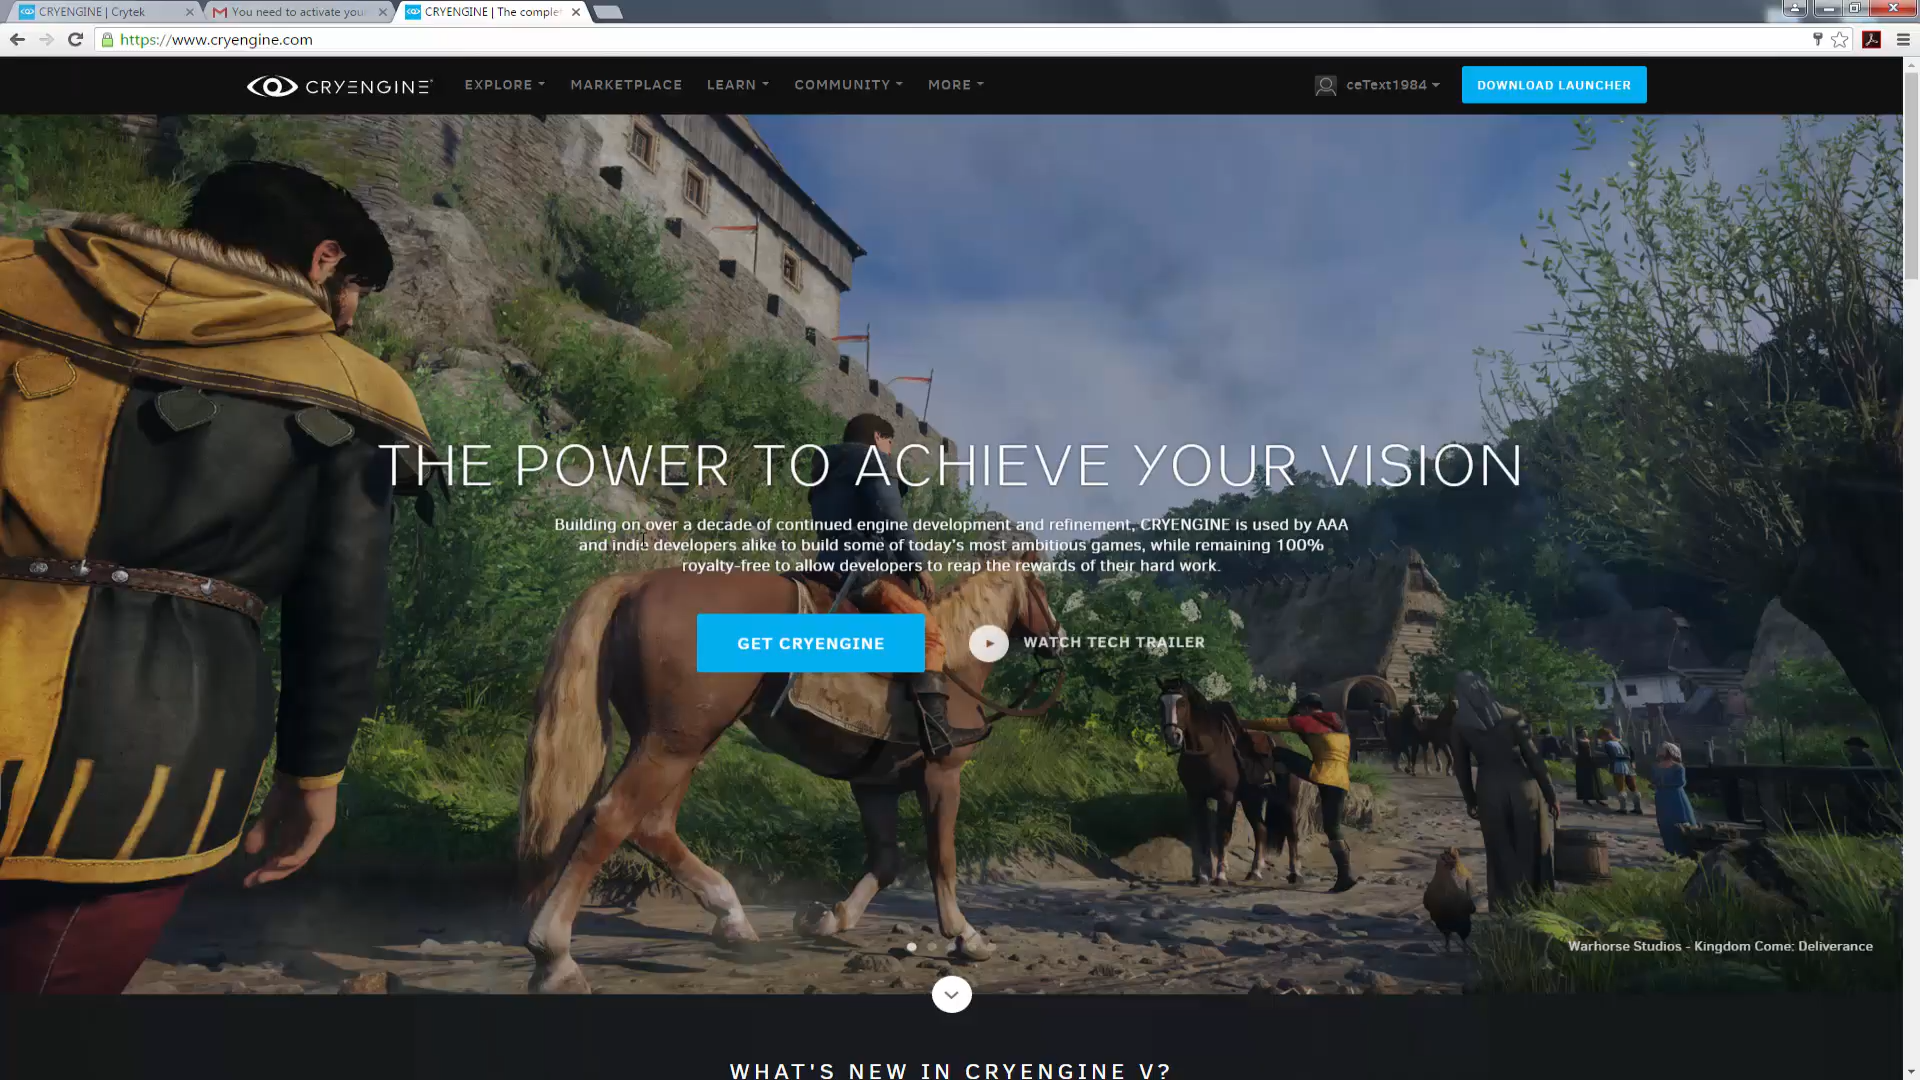 CRYENGINE | Crytek
You need to activate your
CRYENGINE | The complet
https://www.cryengine.com
CRYENGINE
EXPLORE
MARKETPLACE
LEARN
COMMUNITY
MORE
ceText1984
DOWNLOAD LAUNCHER
THE POWER TO ACHIEVE YOUR VISION
Building on over a decade of continued engine development and refinement, CRYENGINE is used by AAA
and indie developers alike to build some of today's most ambitious games, while remaining 100%
royalty-free to allow developers to reap the rewards of their hard work.
GET CRYENGINE
WATCH TECH TRAILER
Warhorse Studios - Kingdom Come: Deliverance
WHAT'S NEW IN CRYENGINE V?